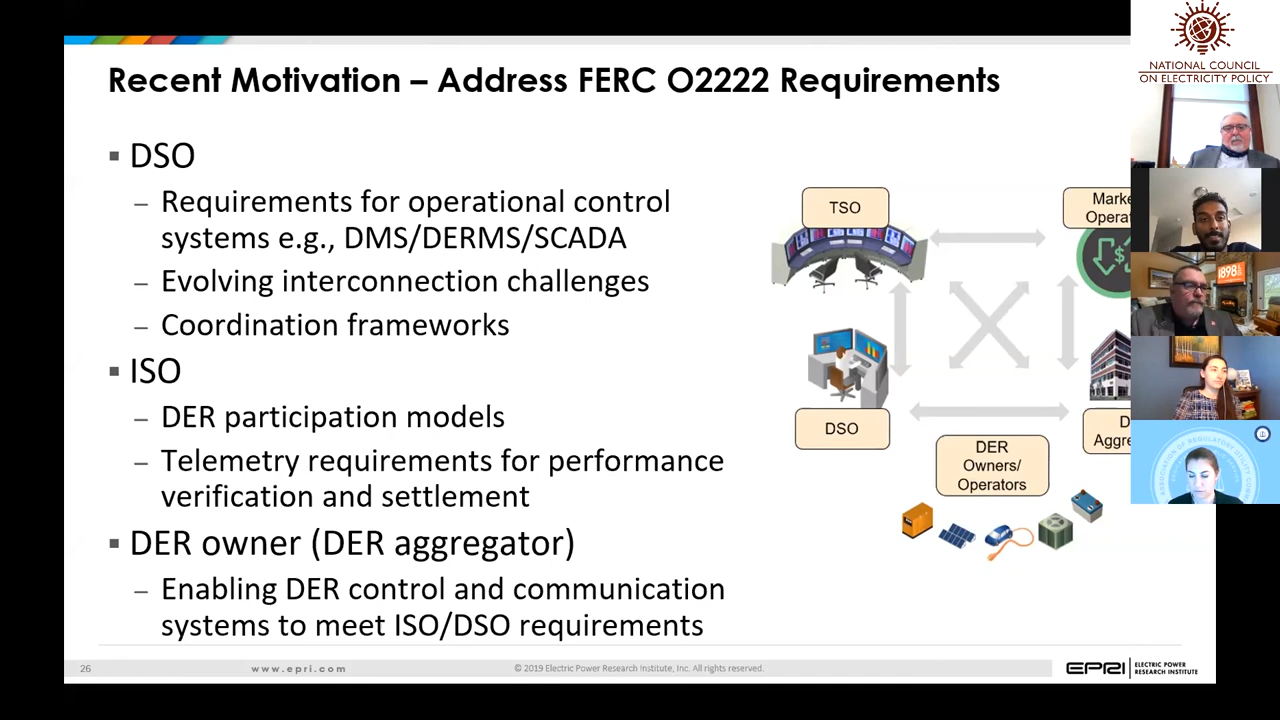 Recent Motivation – Address FERC O2222 Requirements
NATIONAL COUNCIL
ON ELECTRICITY POLICY
▪ DSO
– Requirements for operational control
systems e.g., DMS/DERMS/SCADA
– Evolving interconnection challenges
– Coordination frameworks
▪ ISO
– DER participation models
– Telemetry requirements for performance
verification and settlement
▪ DER owner (DER aggregator)
– Enabling DER control and communication
systems to meet ISO/DSO requirements
TSO
DSO
DER
Owners/
Operators
1898
26
www.epri.com
© 2019 Electric Power Research Institute, Inc. All rights reserved.
EPRI
ELECTRIC POWER
RESEARCH INSTITUTE